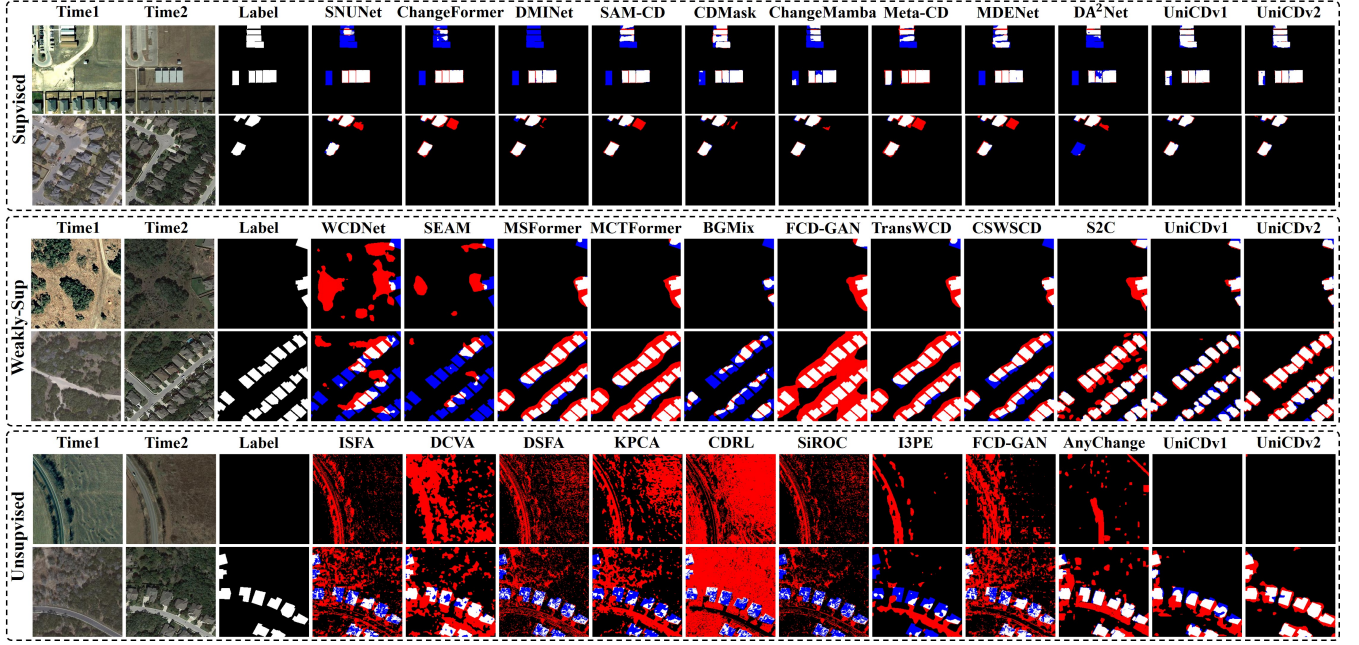 Time1 Time2 Label SNUNet ChangeFormer DMINet SAM-CD CDMask ChangeMamba Meta-CD MDENet DA²Net UniCDv1 UniCDv2
Supvised
Time1 Time2 Label WCDNet SEAM MSFormer MCTFormer BGMix FCD-GAN TransWCD CSWSCD S2C UniCDv1 UniCDv2
Weakly-Sup
Time1 Time2 Label ISFA DCVA DSFA KPCA CDRL SiROC I3PE FCD-GAN AnyChange UniCDv1 UniCDv2
Unsupvised